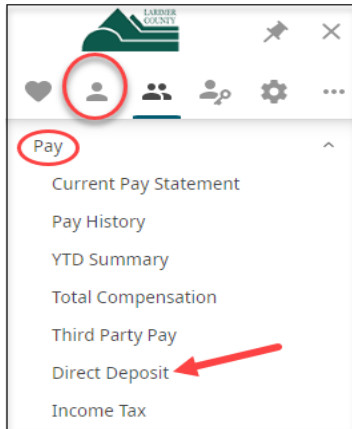 LARIMER
COUNTY
Pay
Current Pay Statement
Pay History
YTD Summary
Total Compensation
Third Party Pay
Direct Deposit
Income Tax